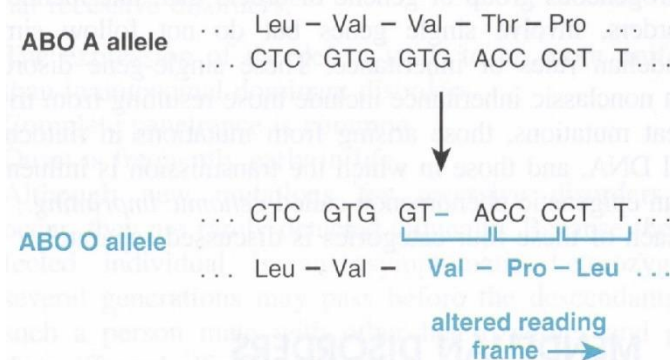 Leu – Val – Val – Thr – Pro
ABO A allele .... CTC GTG GTG ACC CCT T..
CTC GTG GT– ACC CCT T..
ABO O allele
... Leu – Val – Val – Pro – Leu ....
altered reading
frame